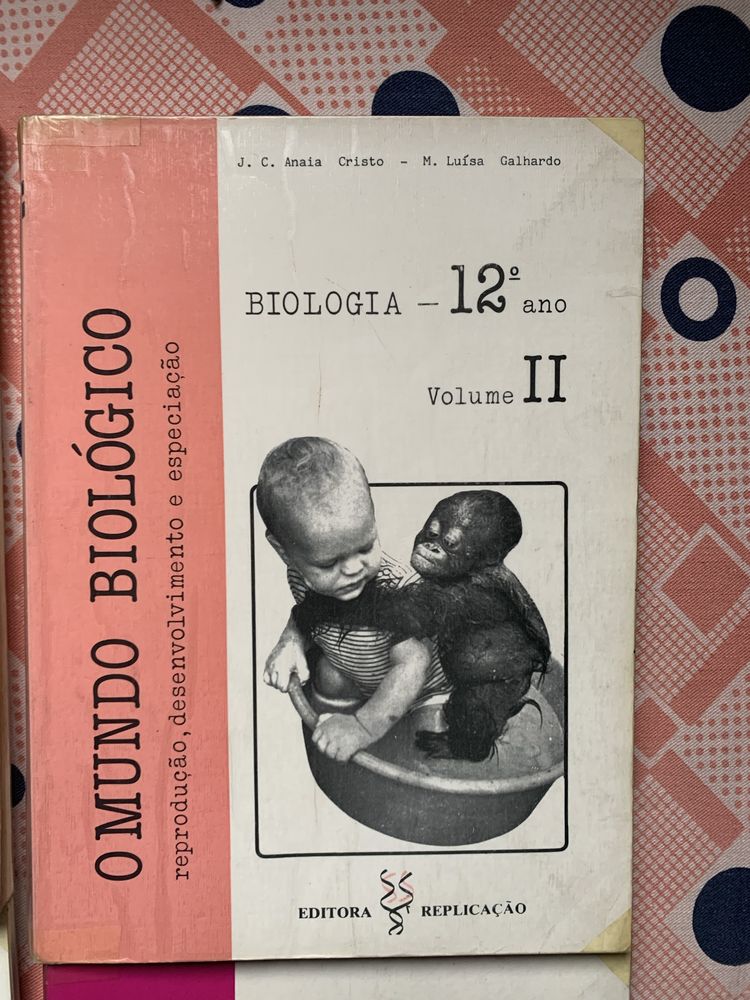 J. C. Anaia Cristo - M. Luísa Galhardo
BIOLOGIA - 12º ano
Volume II
O MUNDO BIOLÓGICO
reprodução, desenvolvimento e especiação
EDITORA REPLICAÇÃO